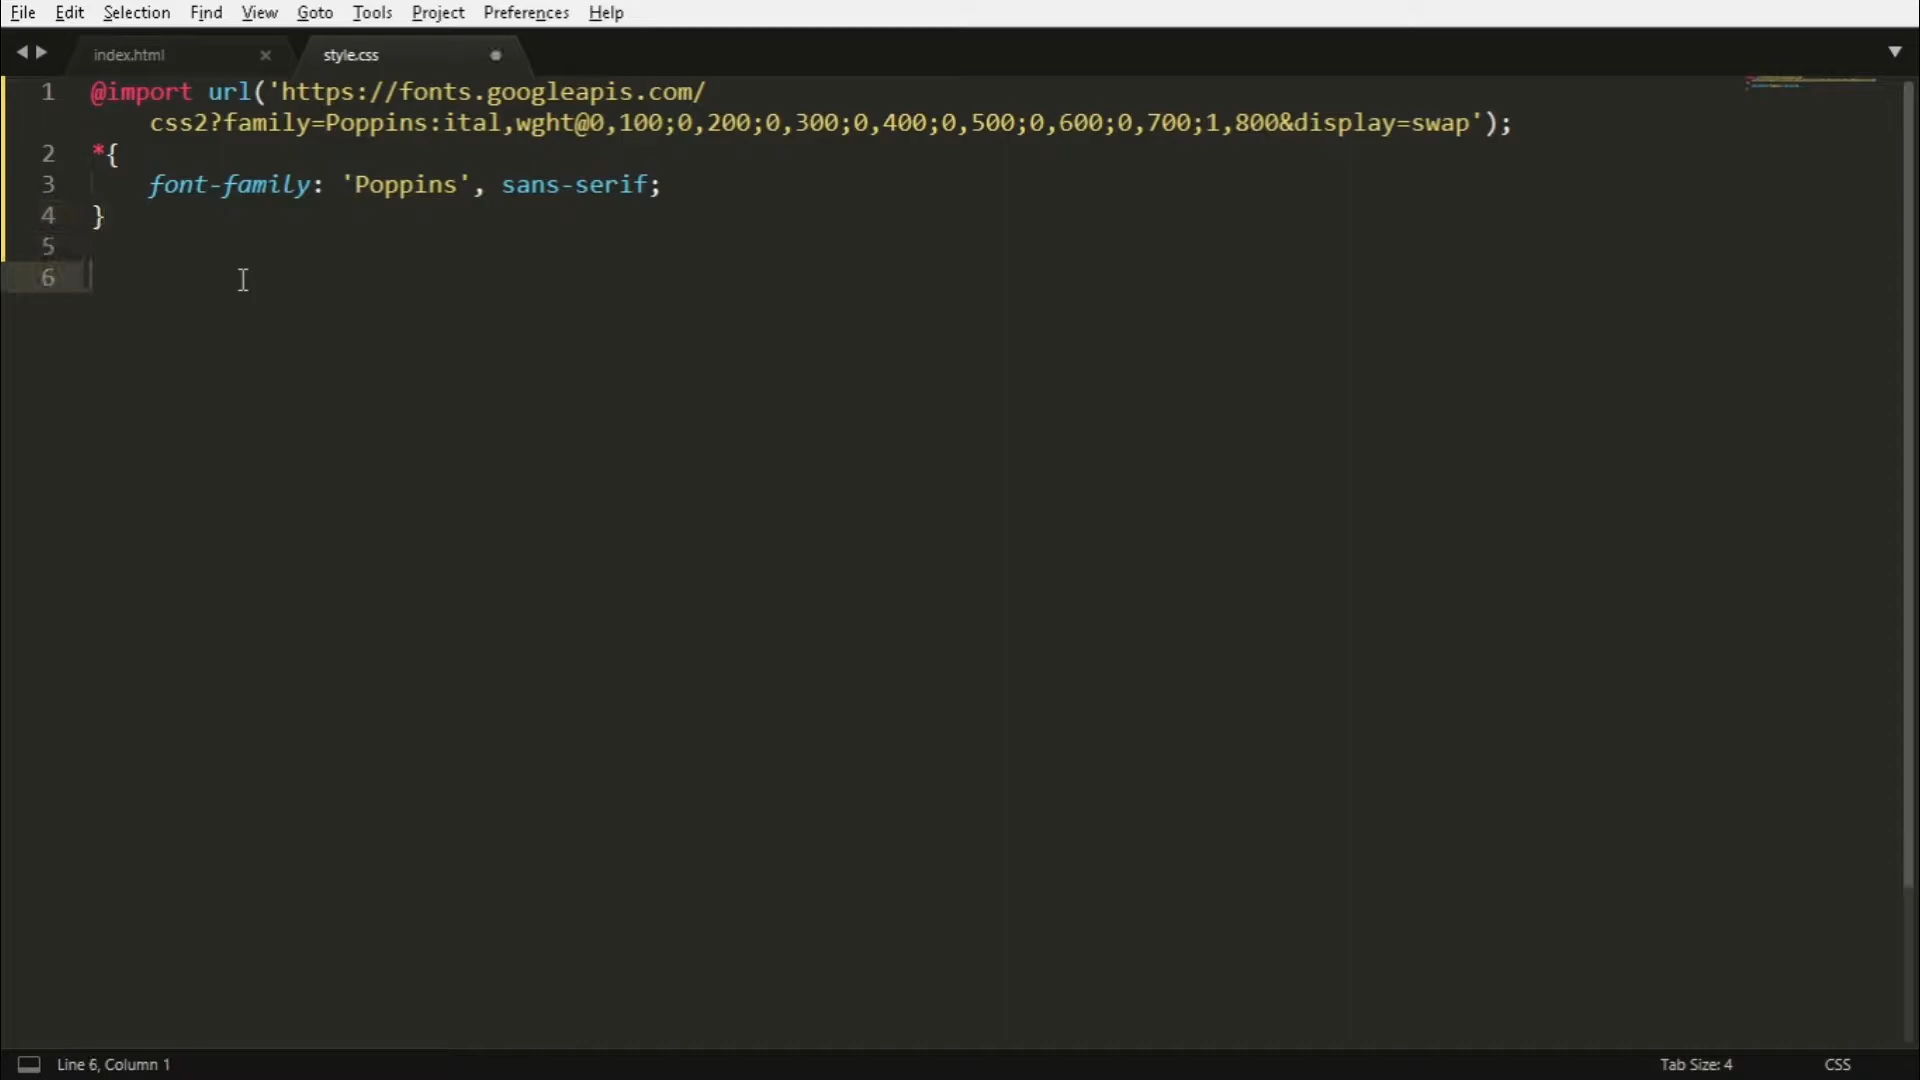 File Edit Selection Find View Goto Tools Project Preferences Help
index.html style.css
1 @import url('https://fonts.googleapis.com/
css2?family=Poppins:ital,wght@0,100;0,200;0,300;0,400;0,500;0,600;0,700;1,800&display=swap');
2 *{
3 font-family: 'Poppins', sans-serif;
4 }
5
6
Line 6, Column 1 Tab Size: 4 CSS